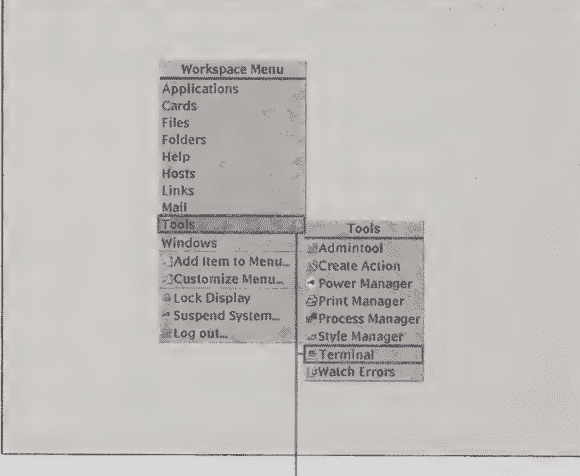 Workspace Menu
Applications
Cards
Files
Folders
Help
Hosts
Links
Mail
Tools
Windows
Add Item to Menu...
Customize Menu...
Lock Display
Suspend System...
Log out...
Tools
Admintool
Create Action
Power Manager
Print Manager
Process Manager
Style Manager
Terminal
Watch Errors